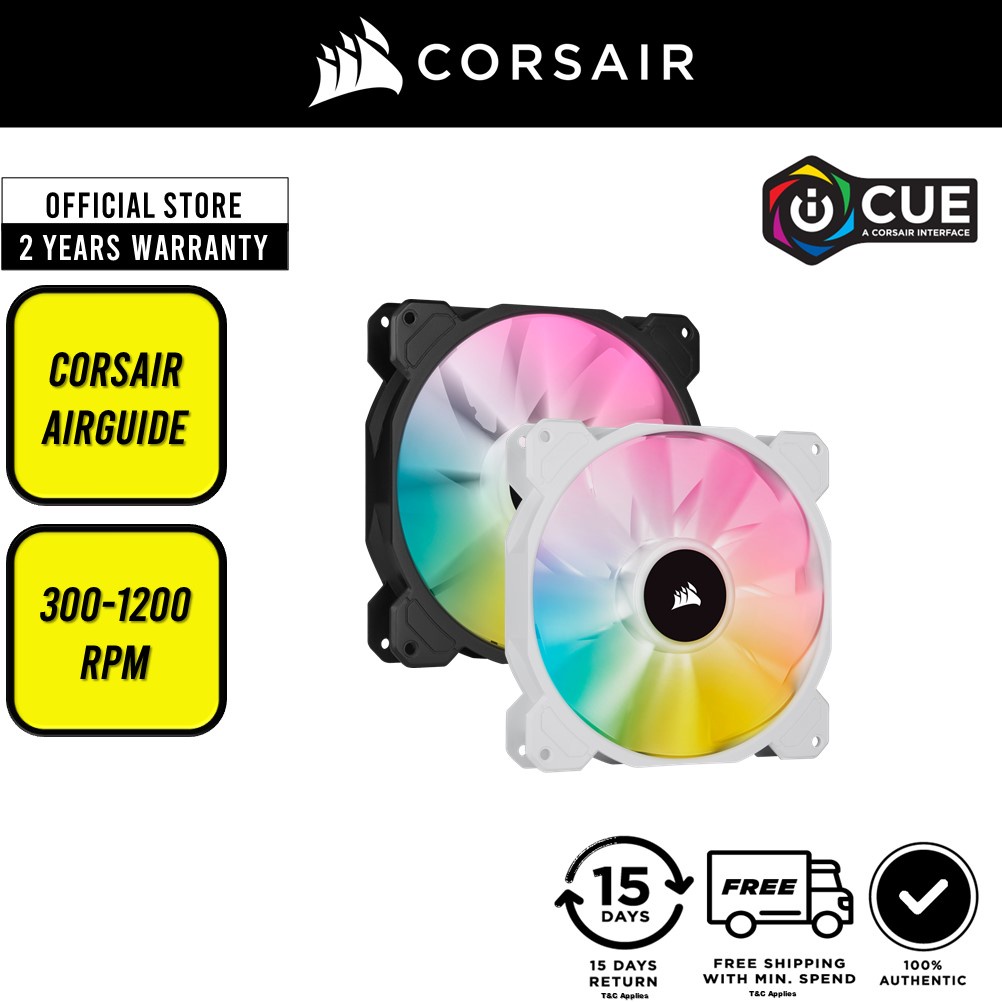 CORSAIR
OFFICIAL STORE
2 YEARS WARRANTY
CUE
A CORSAIR INTERFACE
CORSAIR
AIRGUIDE
300-1200
RPM
15
DAYS
15 DAYS
RETURN
T&C Applies
FREE
FREE SHIPPING
WITH MIN. SPEND
T&C Applies
100%
AUTHENTIC